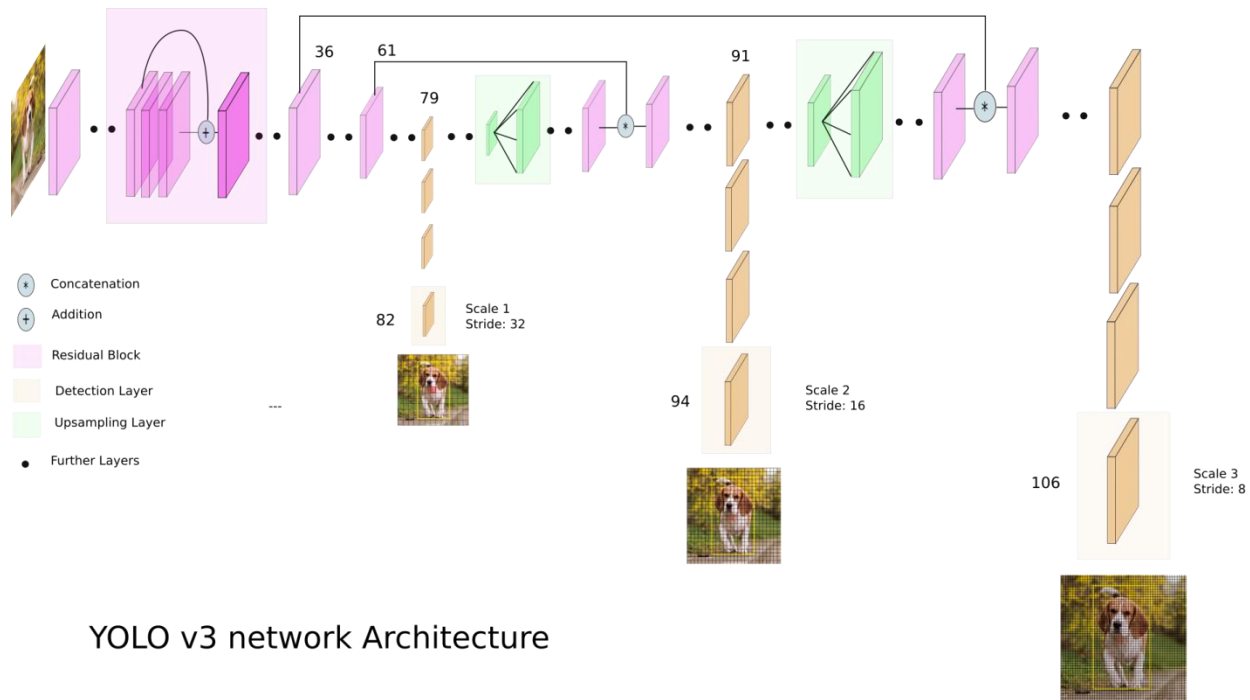 36
61
91
79
*
*
+
* Concatenation
+ Addition
Residual Block
Detection Layer
---
Upsampling Layer
Further Layers
82
Scale 1
Stride: 32
94
Scale 2
Stride: 16
106
Scale 3
Stride: 8
YOLO v3 network Architecture